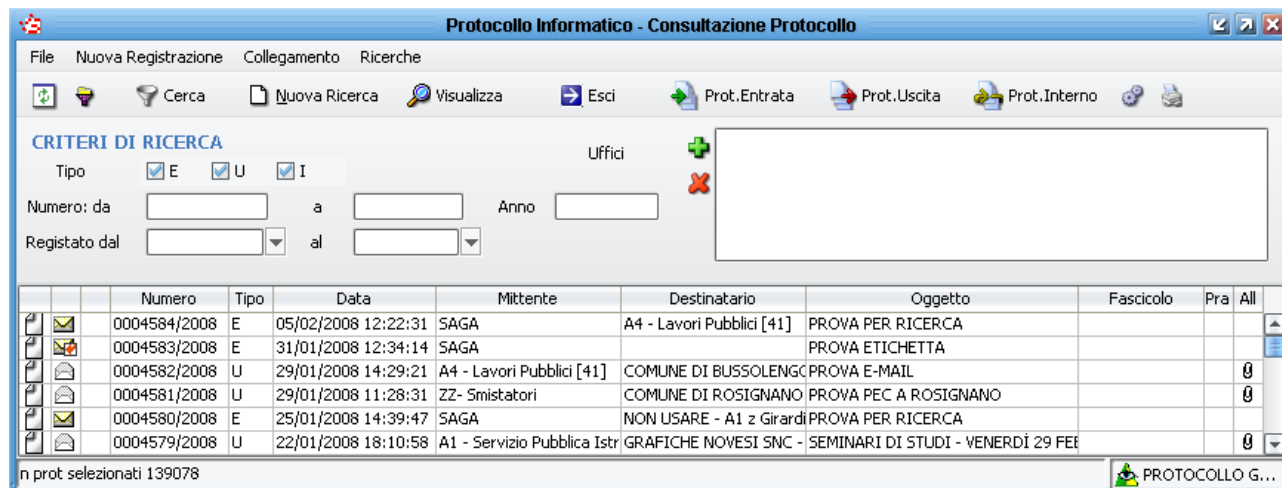 Protocollo Informatico - Consultazione Protocollo
File Nuova Registrazione Collegamento Ricerche
Cerca Nuova Ricerca Visualizza Esci Prot.Entrata Prot.Uscita Prot.Interno
CRITERI DI RICERCA
Uffici
Tipo E U I
Numero: da a Anno
Registato dal al
Numero Tipo Data Mittente Destinatario Oggetto Fascicolo Pra All
0004584/2008 E 05/02/2008 12:22:31 SAGA A4 - Lavori Pubblici [41] PROVA PER RICERCA
0004583/2008 E 31/01/2008 12:34:14 SAGA PROVA ETICHETTA
0004582/2008 U 29/01/2008 14:29:21 A4 - Lavori Pubblici [41] COMUNE DI BUSSOLENGO PROVA E-MAIL
0004581/2008 U 29/01/2008 11:28:31 ZZ- Smistatori COMUNE DI ROSIGNANO PROVA PEC A ROSIGNANO
0004580/2008 E 25/01/2008 14:39:47 SAGA NON USARE - A1 z Girardi PROVA PER RICERCA
0004579/2008 U 22/01/2008 18:10:58 A1 - Servizio Pubblica Istr GRAFICHE NOVESI SNC - SEMINARI DI STUDI - VENERDÌ 29 FEB
n prot selezionati 139078
PROTOCOLLO G...